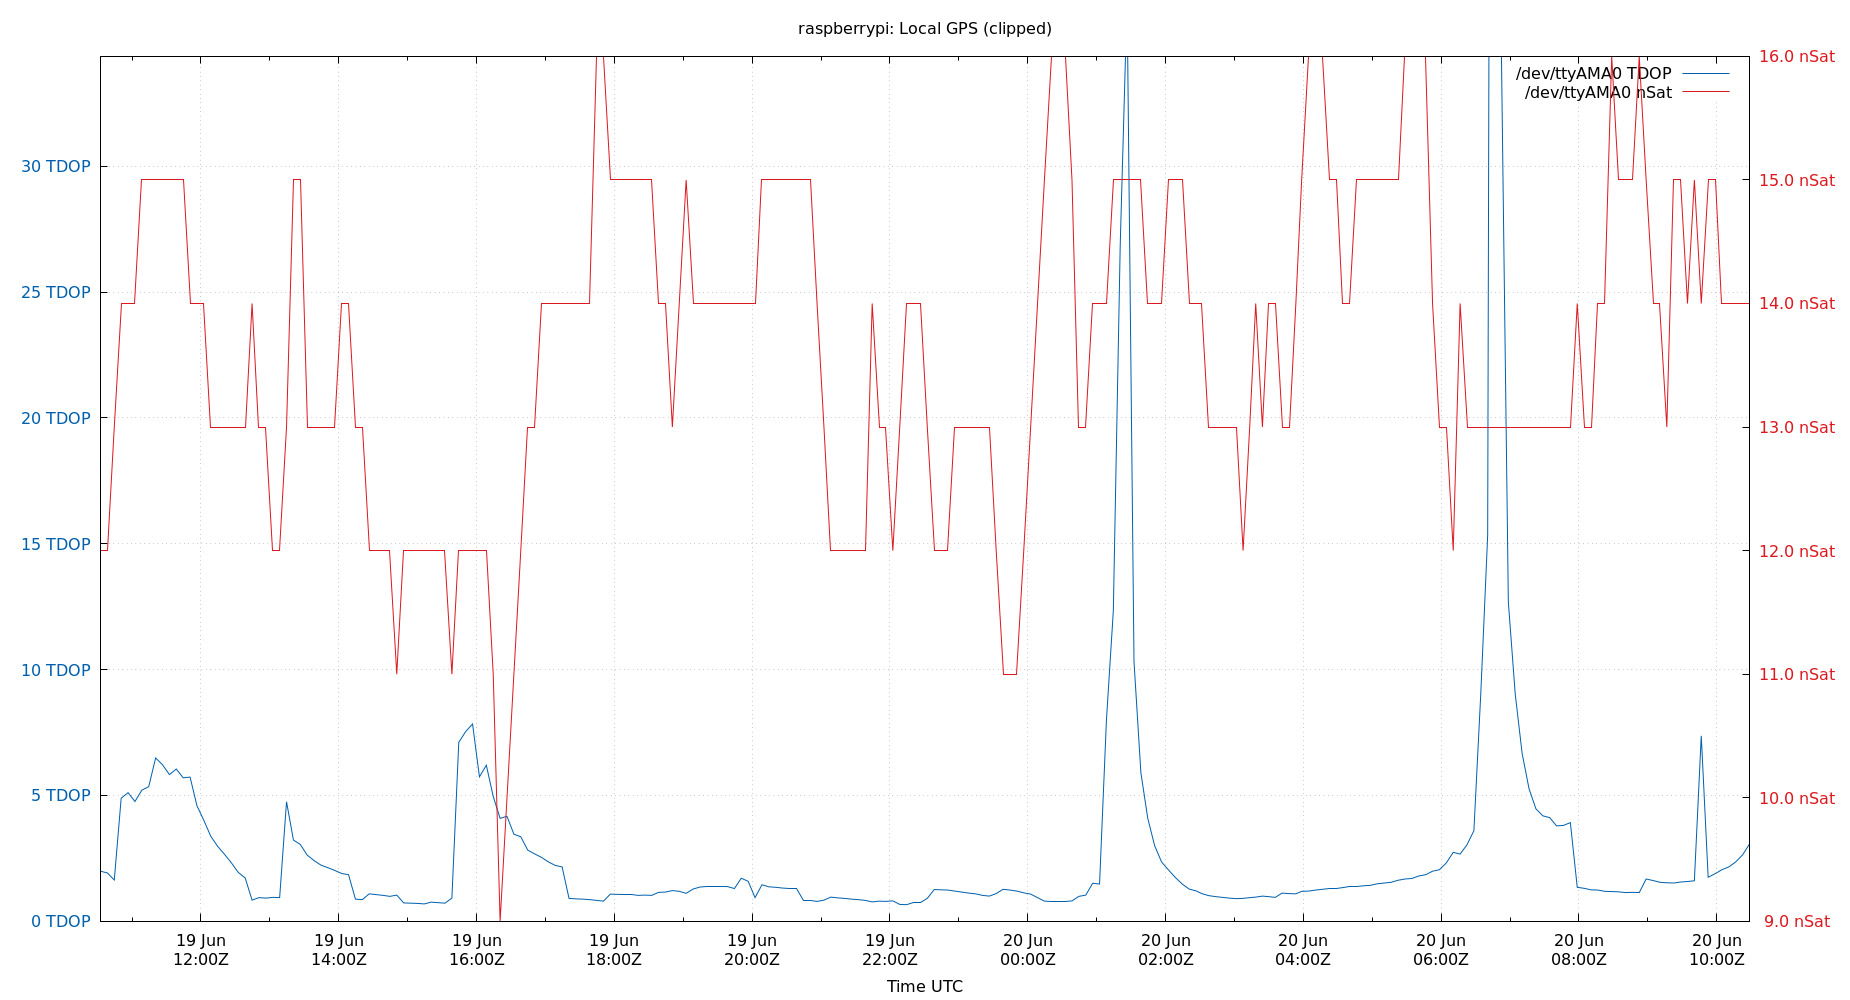 raspberrypi: Local GPS (clipped)
/dev/ttyAMA0 TDOP
/dev/ttyAMA0 nSat
30 TDOP
25 TDOP
20 TDOP
15 TDOP
10 TDOP
5 TDOP
0 TDOP
16.0 nSat
15.0 nSat
14.0 nSat
13.0 nSat
12.0 nSat
11.0 nSat
10.0 nSat
9.0 nSat
19 Jun
12:00Z
19 Jun
14:00Z
19 Jun
16:00Z
19 Jun
18:00Z
19 Jun
20:00Z
19 Jun
22:00Z
20 Jun
00:00Z
20 Jun
02:00Z
20 Jun
04:00Z
20 Jun
06:00Z
20 Jun
08:00Z
20 Jun
10:00Z
Time UTC